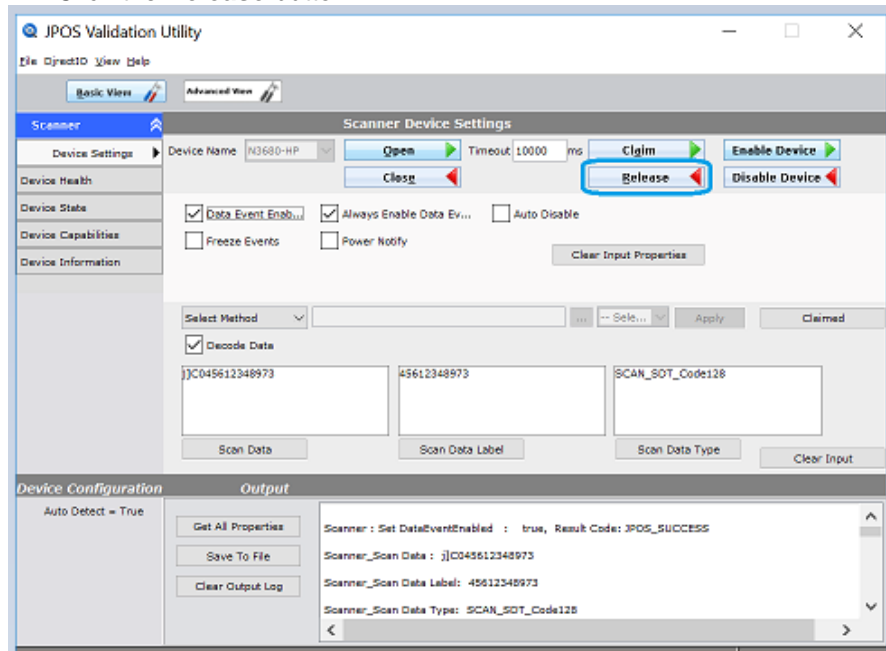 JPOS Validation Utility
File DirectIO View Help
Basic View Advanced View
Scanner Scanner Device Settings
Device Settings Device Name N3680-HP Open Timeout 10000 ms Claim Enable Device
Device Health Close Release Disable Device
Device State Data Event Enab... Always Enable Data Ev... Auto Disable
Device Capabilities Freeze Events Power Notify
Device Information Clear Input Properties
Select Method ... -- Sele... Apply Claimed
Decode Data
j]C045612348973 45612348973 SCAN_SDT_Code128
Scan Data Scan Data Label Scan Data Type Clear Input
Device Configuration Output
Auto Detect = True
Get All Properties Scanner : Set DataEventEnabled : true, Result Code: JPOS_SUCCESS
Save To File Scanner_Scan Data : j]C045612348973
Clear Output Log Scanner_Scan Data Label: 45612348973
Scanner_Scan Data Type: SCAN_SDT_Code128